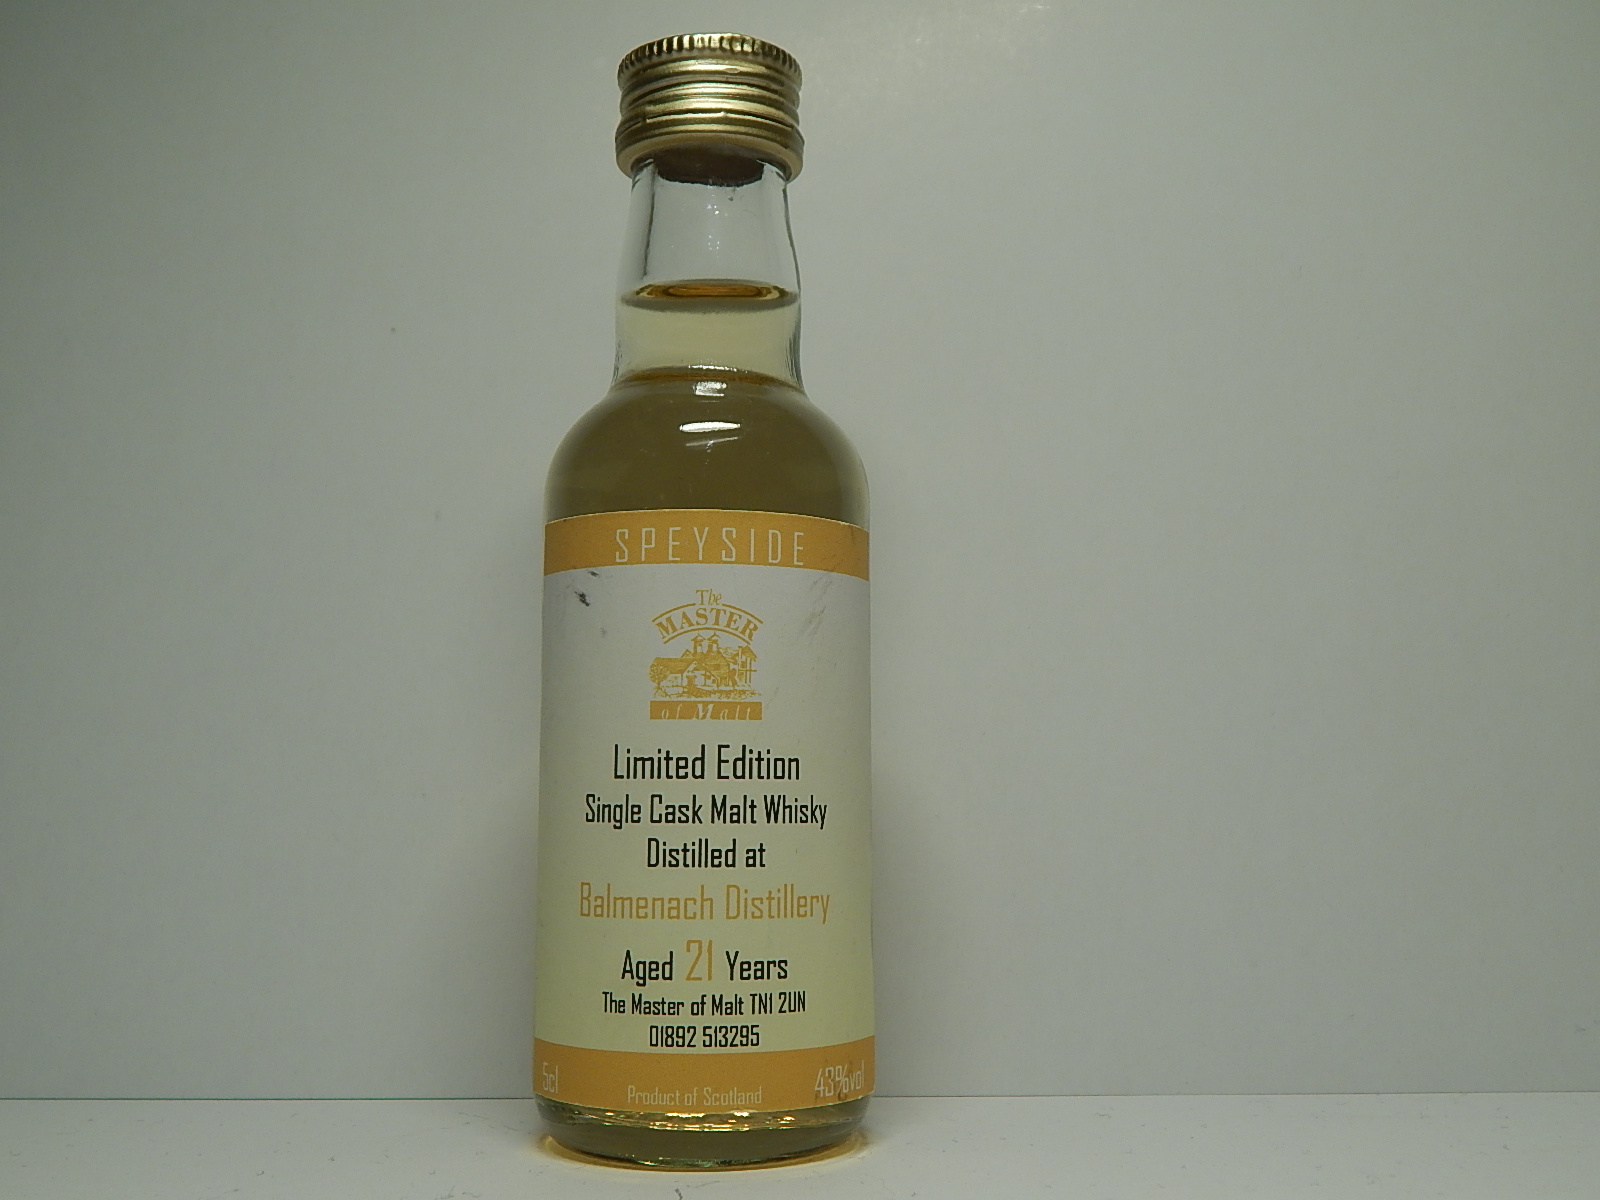 SPEYSIDE
The
MASTER
of Malt
Limited Edition
Single Cask Malt Whisky
Distilled at
Balmenach Distillery
Aged 21 Years
The Master of Malt TN1 2UN
01892 513295
5cl
Product of Scotland
43%vol